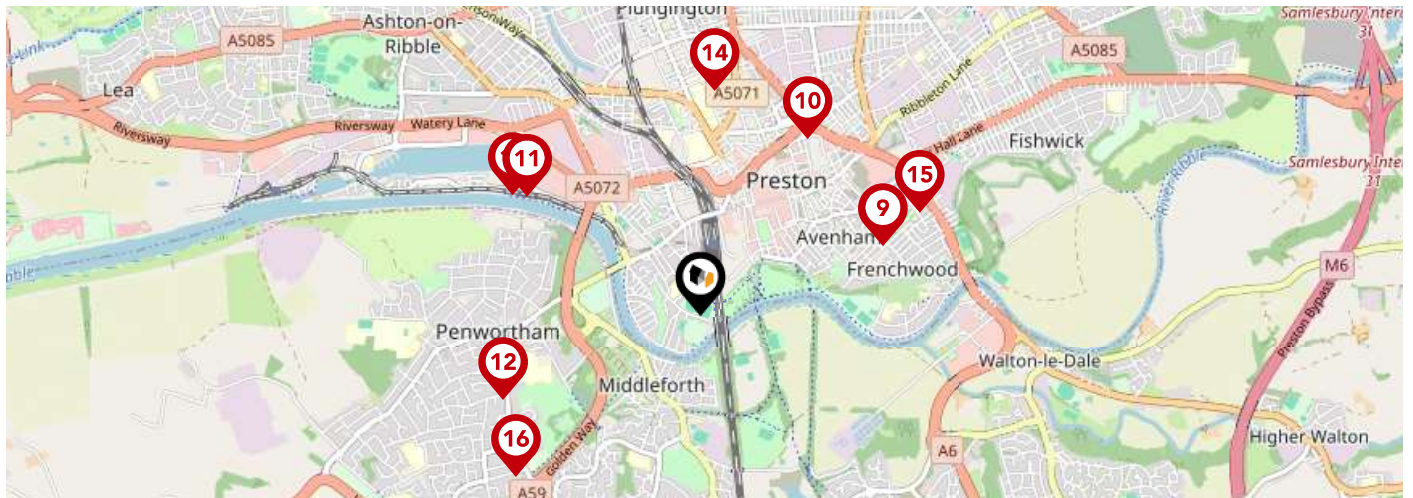 Plungington
Samlesbury Inter
31
Ashton-on-
Ribble
A5085
14
A5085
Lea
A5071
10
Ribbleton Lane
Riversway
Riversway
Watery Lane
Hall Lane
Fishwick
River Ribble
11
Samlesbury Inter
31
A5072
Preston
15
9
Avenham
Frenchwood
M6
Penwortham
Preston Bypass
12
Middleforth
Walton-le-Dale
16
Golden Way
A6
Higher Walton
A59